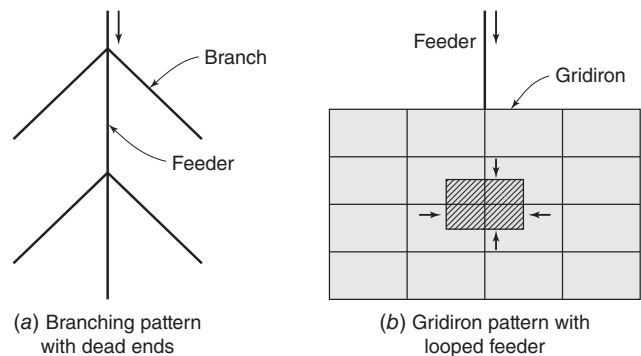 Branch
Feeder
(a) Branching pattern
with dead ends
Feeder
Gridiron
(b) Gridiron pattern with
looped feeder